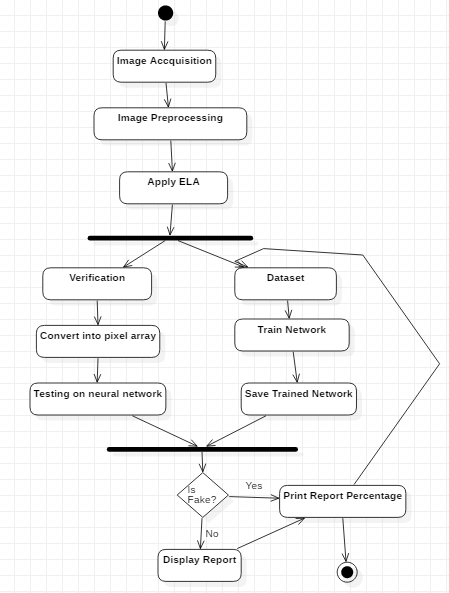 Image Accquisition
Image Preprocessing
Apply ELA
Verification
Dataset
Convert into pixel array
Train Network
Testing on neural network
Save Trained Network
Is
Fake?
Yes
Print Report Percentage
No
Display Report